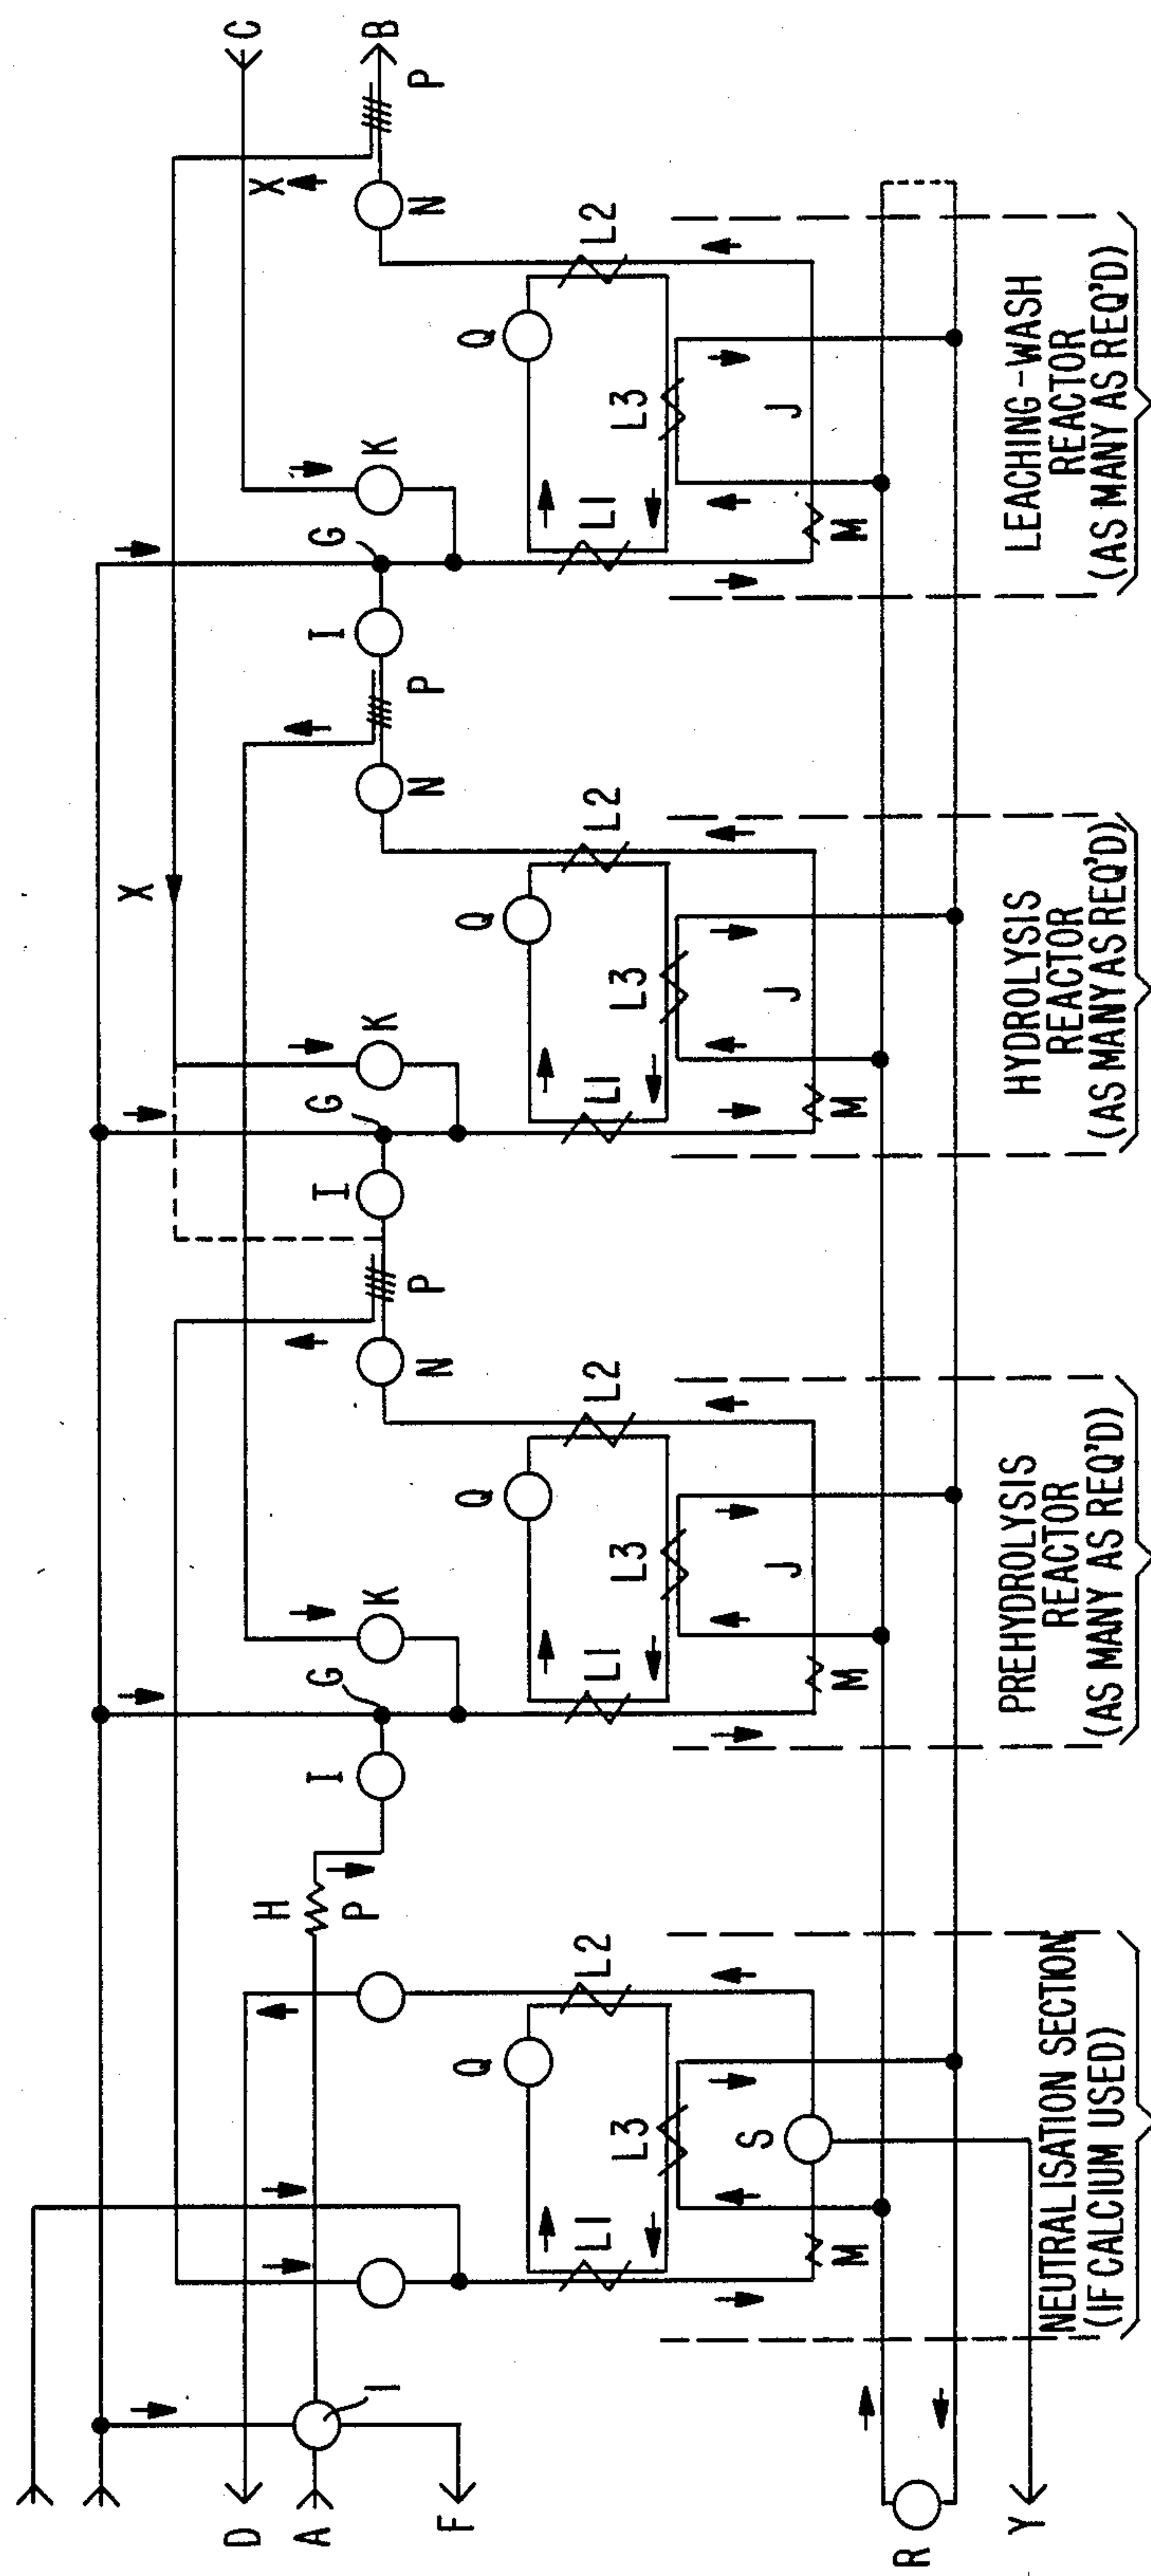 C
B
P
X
N
L2
Q
L3
J
K
G
L1
M
I
P
N
X
L2
Q
L3
J
K
G
L1
M
I
P
N
L2
Q
L3
J
K
G
L1
M
I
H
P
L2
Q
L3
S
L1
M
1
D
A
F
R
Y
NEUTRALISATION SECTION
(IF CALCIUM USED)
PREHYDROLYSIS
REACTOR
(AS MANY AS REQ'D)
HYDROLYSIS
REACTOR
(AS MANY AS REQ'D)
LEACHING-WASH
REACTOR
(AS MANY AS REQ'D)